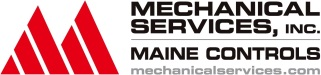 MECHANICAL
SERVICES, INC.
MAINE CONTROLS
mechanicalservices.com